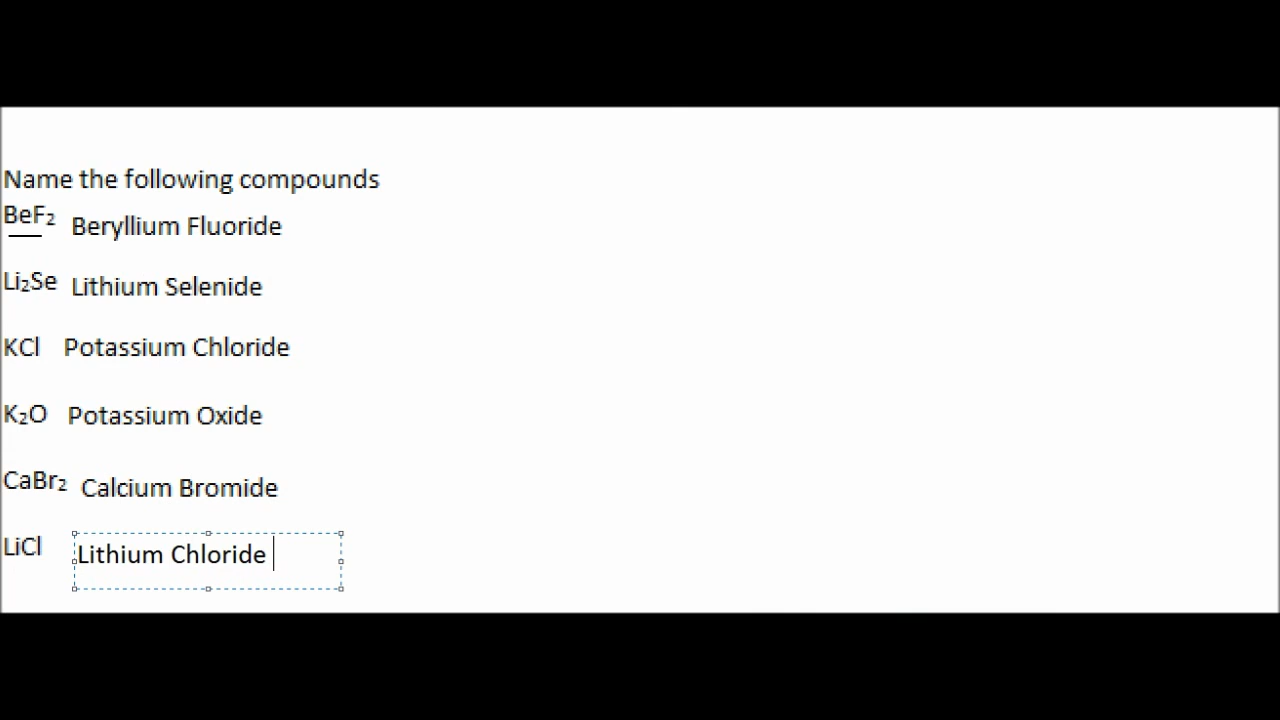 Name the following compounds
BeF₂ Beryllium Fluoride
Li₂Se Lithium Selenide
KCl Potassium Chloride
K₂O Potassium Oxide
CaBr₂ Calcium Bromide
LiCl Lithium Chloride